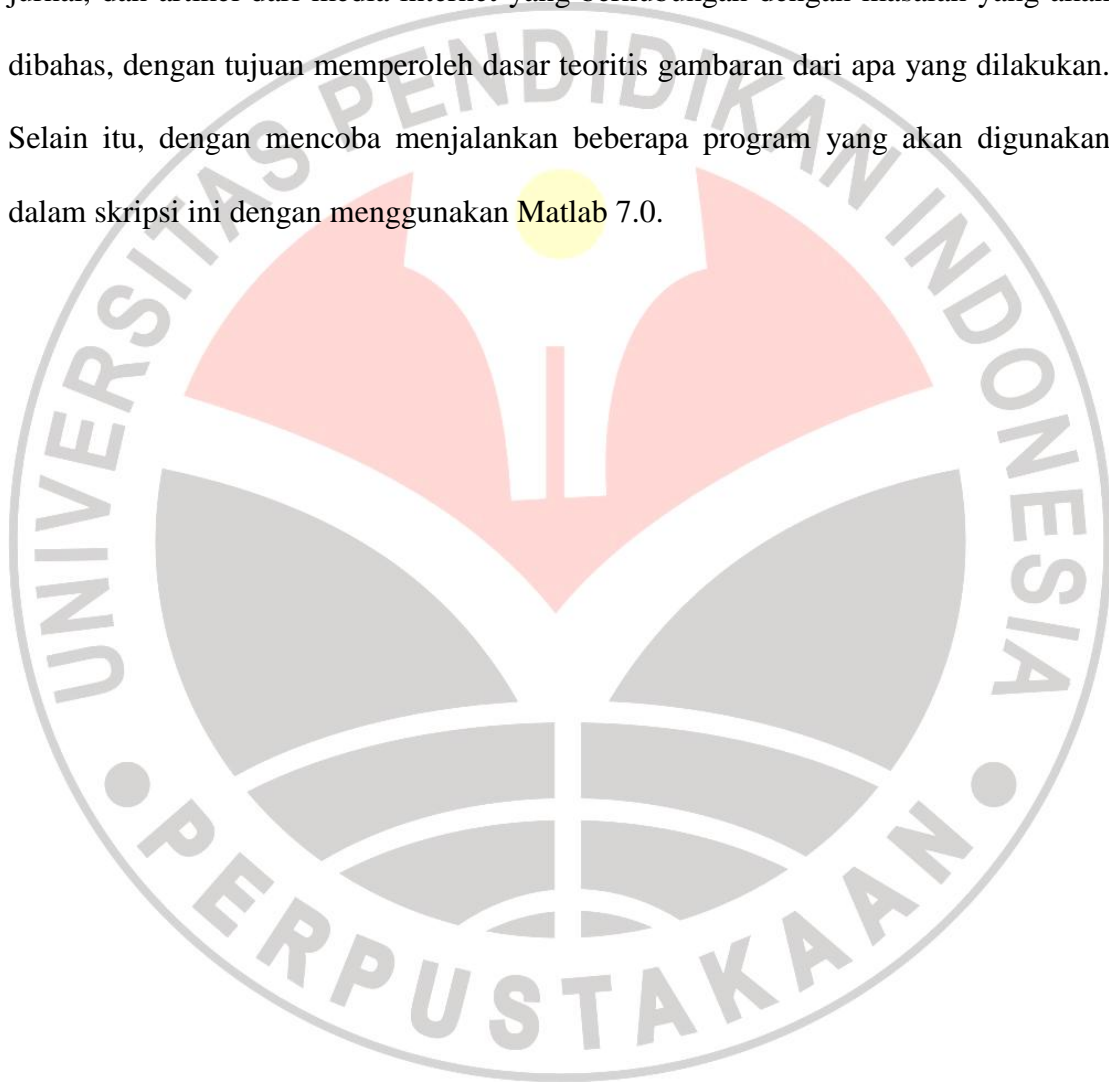 jurnal, dan artikel dari media internet yang berhubungan dengan masalah yang akan
dibahas, dengan tujuan memperoleh dasar teoritis gambaran dari apa yang dilakukan.
Selain itu, dengan mencoba menjalankan beberapa program yang akan digunakan
dalam skripsi ini dengan menggunakan Matlab 7.0.
UNIVERSITAS PENDIDIKAN INDONESIA
PERPUSTAKAAN